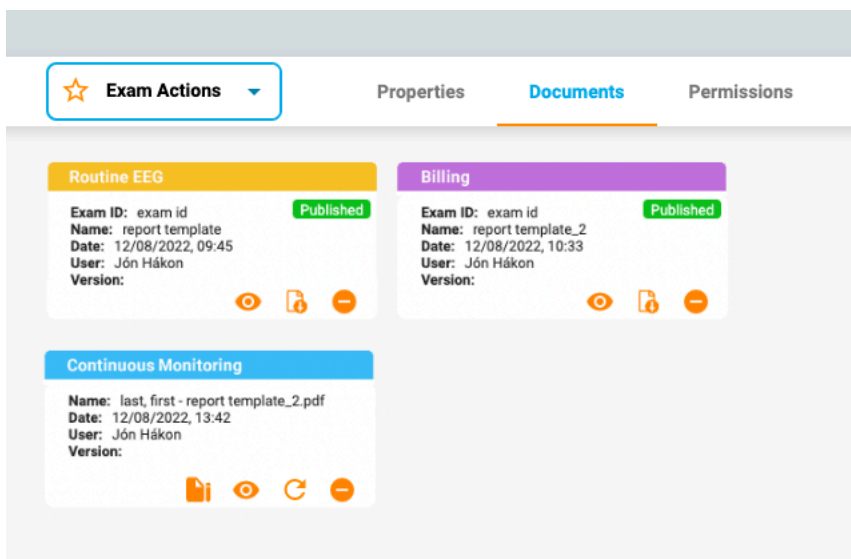 Exam Actions
Properties
Documents
Permissions
Routine EEG
Published
Exam ID: exam id
Name: report template
Date: 12/08/2022, 09:45
User: Jón Hákon
Version:
Billing
Published
Exam ID: exam id
Name: report template_2
Date: 12/08/2022, 10:33
User: Jón Hákon
Version:
Continuous Monitoring
Name: last, first - report template_2.pdf
Date: 12/08/2022, 13:42
User: Jón Hákon
Version: